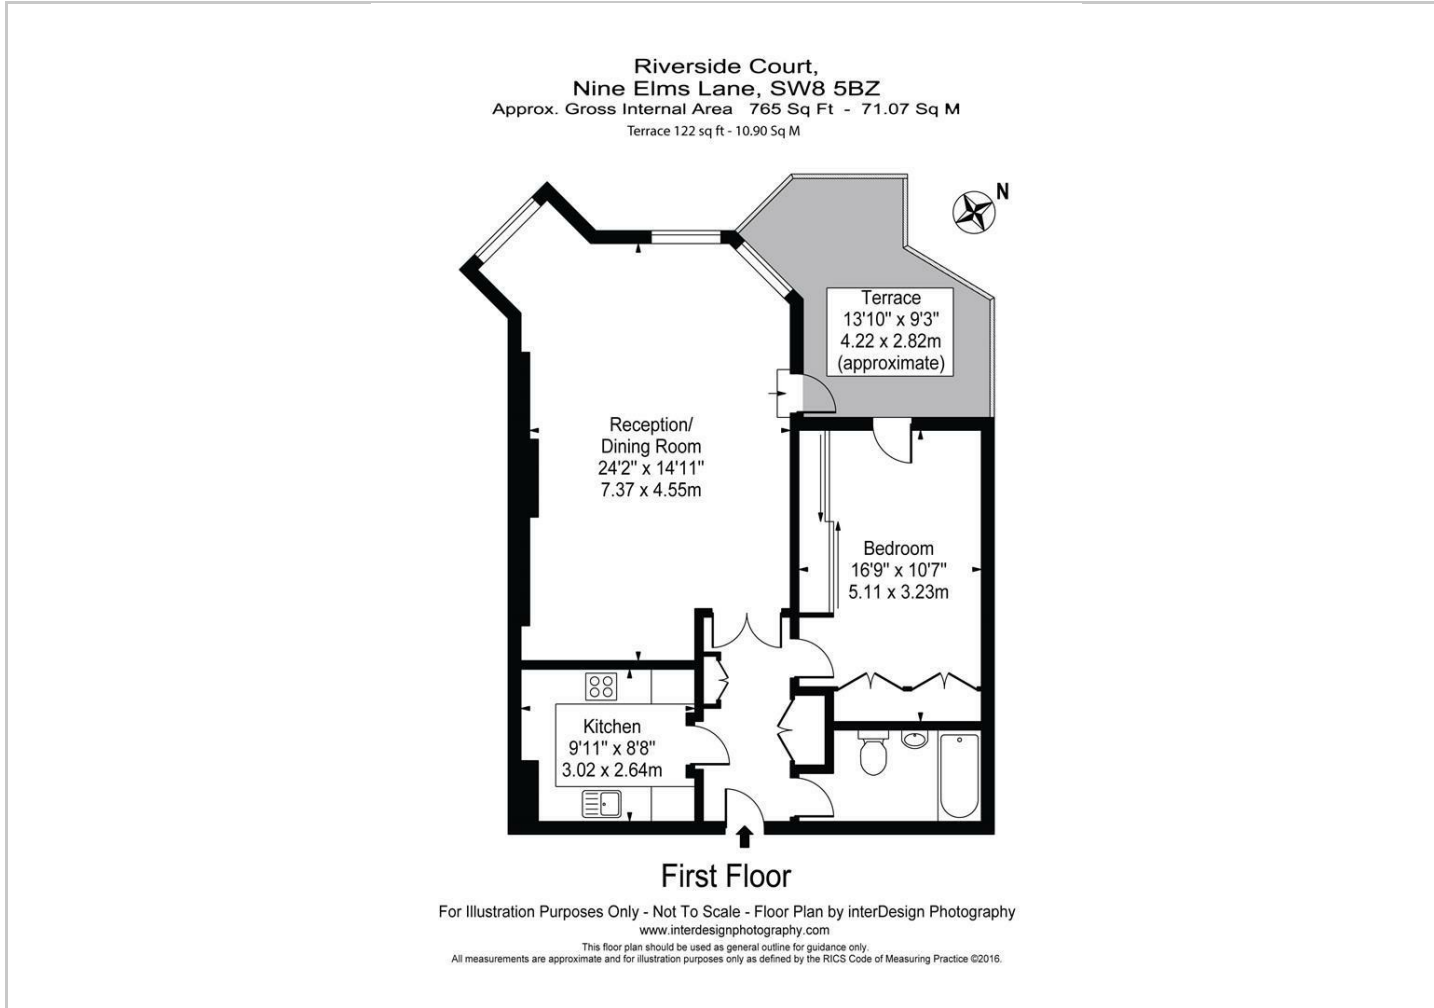 Riverside Court,
Nine Elms Lane, SW8 5BZ
Approx. Gross Internal Area 765 Sq Ft - 71.07 Sq M
Terrace 122 sq ft - 10.90 Sq M
N
Terrace
13'10" x 9'3"
4.22 x 2.82m
(approximate)
Reception/
Dining Room
24'2" x 14'11"
7.37 x 4.55m
Bedroom
16'9" x 10'7"
5.11 x 3.23m
Kitchen
9'11" x 8'8"
3.02 x 2.64m
First Floor
For Illustration Purposes Only - Not To Scale - Floor Plan by interDesign Photography
www.interdesignphotography.com
This floor plan should be used as general outline for guidance only.
All measurements are approximate and for illustration purposes only as defined by the RICS Code of Measuring Practice ©2016.